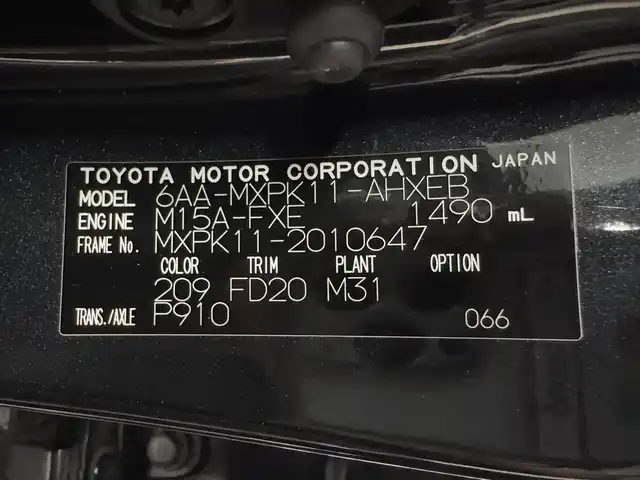 TOYOTA MOTOR CORPORATION JAPAN
MODEL 6AA-MXPK11-AHXEB
ENGINE M15A-FXE 1490 mL
FRAME No. MXPK11-2010647
COLOR TRIM PLANT OPTION
209 FD20 M31
TRANS./AXLE P910 066